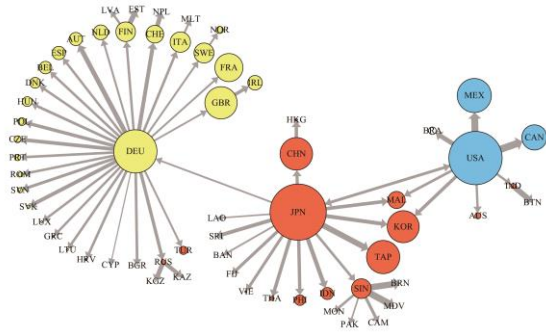 LVA
EST
NPL
MLT
NOR
AUT
NLD
FIN
CHE
ITA
SWE
ESP
BEL
FRA
IRL
DNK
HUN
GBR
POL
CZE
DEU
PRT
ROM
SVN
SVK
LUX
GRC
LTU
HRV
CYP
BGR
RUS
TUR
KGZ
KAZ
HKG
CHN
JPN
LAO
SRI
BAN
FIJ
VIE
THA
PHI
IDN
MAL
KOR
TAP
SIN
BRN
MDV
CAM
PAK
MON
MEX
BRA
CAN
USA
IND
BTN
AUS